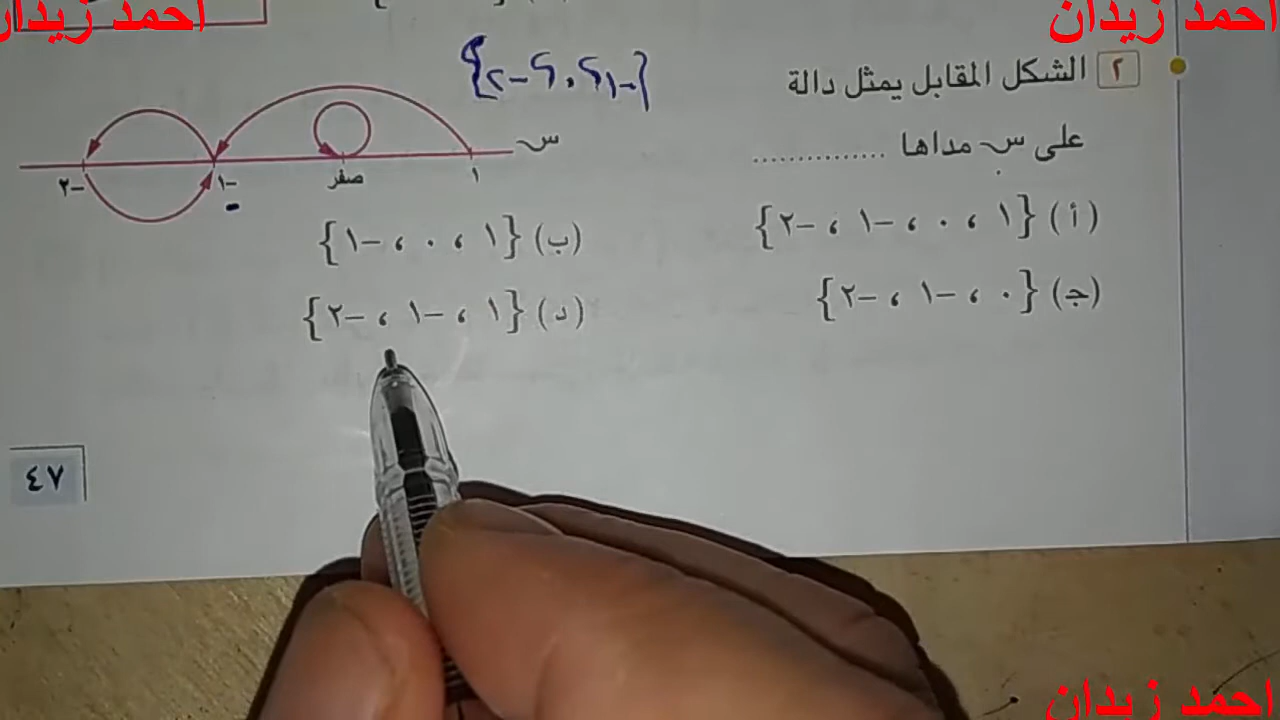 احمد زيدان
احمد زيدان
{-١ ، ٠ ، -٢}
٢ الشكل المقابل يمثل دالة
على س مداها ...............
س
-٢ -١ صفر ١
(أ) {١ ، ٠ ، -١ ، -٢}
(ب) {١ ، ٠ ، -١}
(جـ) {٠ ، -١ ، -٢}
(د) {١ ، -١ ، -٢}
٤٧
احمد زيدان